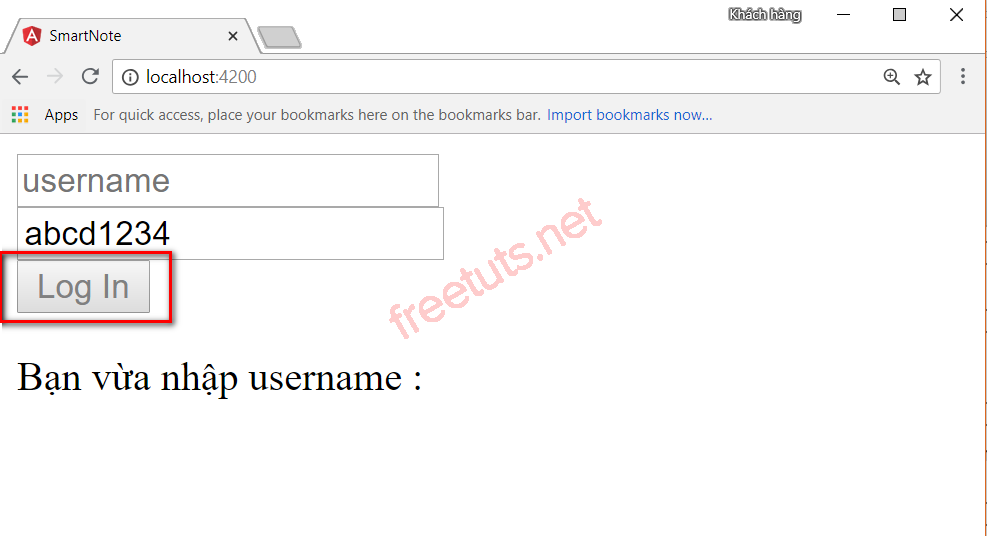 Khách hàng
SmartNote
localhost:4200
Apps For quick access, place your bookmarks here on the bookmarks bar. Import bookmarks now...
username
abcd1234
Log In
freetuts.net
Bạn vừa nhập username :